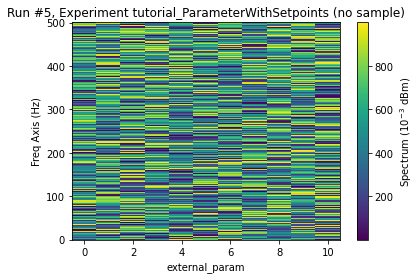 Run #5, Experiment tutorial_ParameterWithSetpoints (no sample)
500
400
300
200
100
0
Freq Axis (Hz)
0 2 4 6 8 10
external_param
800
600
400
200
Spectrum (10⁻³ dBm)